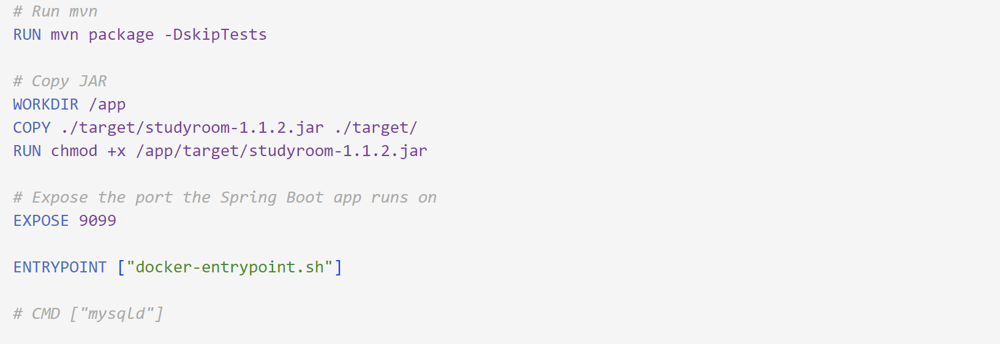 # Run mvn
RUN mvn package -DskipTests
# Copy JAR
WORKDIR /app
COPY ./target/studyroom-1.1.2.jar ./target/
RUN chmod +x /app/target/studyroom-1.1.2.jar
# Expose the port the Spring Boot app runs on
EXPOSE 9099
ENTRYPOINT ["docker-entrypoint.sh"]
# CMD ["mysqld"]